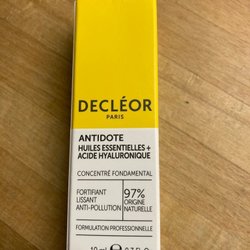 DECLÉOR
PARIS
ANTIDOTE
HUILES ESSENTIELLES +
ACIDE HYALURONIQUE
CONCENTRÉ FONDAMENTAL
FORTIFIANT
LISSANT
ANTI-POLLUTION
97%
ORIGINE
NATURELLE
FORMULATION PROFESSIONNELLE